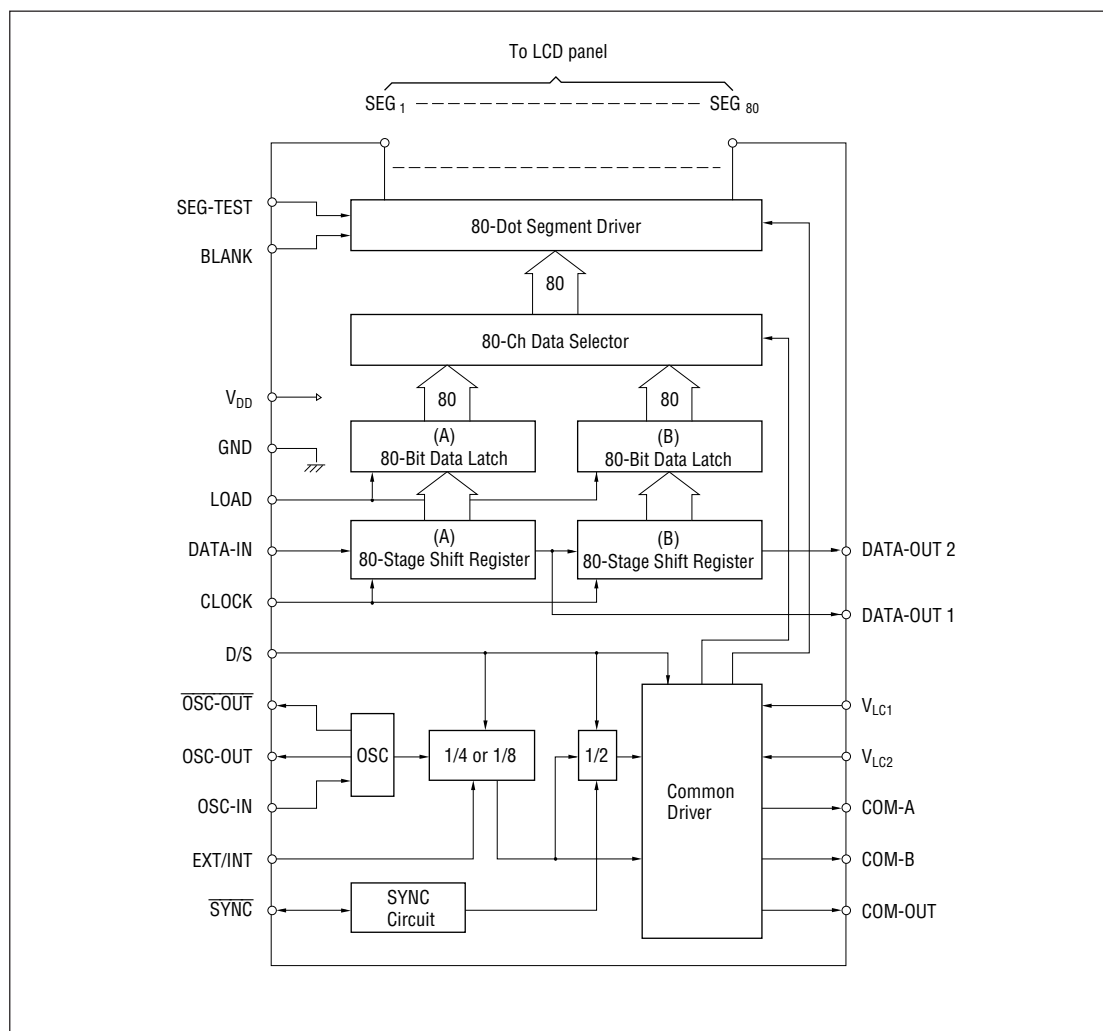 To LCD panel
SEG 1
SEG 80
SEG-TEST
80-Dot Segment Driver
BLANK
80
80-Ch Data Selector
VDD
80
80
GND
(A)
80-Bit Data Latch
(B)
80-Bit Data Latch
LOAD
DATA-IN
(A)
80-Stage Shift Register
(B)
80-Stage Shift Register
DATA-OUT 2
CLOCK
DATA-OUT 1
D/S
OSC-OUT
VLC1
OSC-OUT
OSC
1/4 or 1/8
1/2
VLC2
Common
Driver
OSC-IN
COM-A
EXT/INT
COM-B
SYNC
SYNC
Circuit
COM-OUT